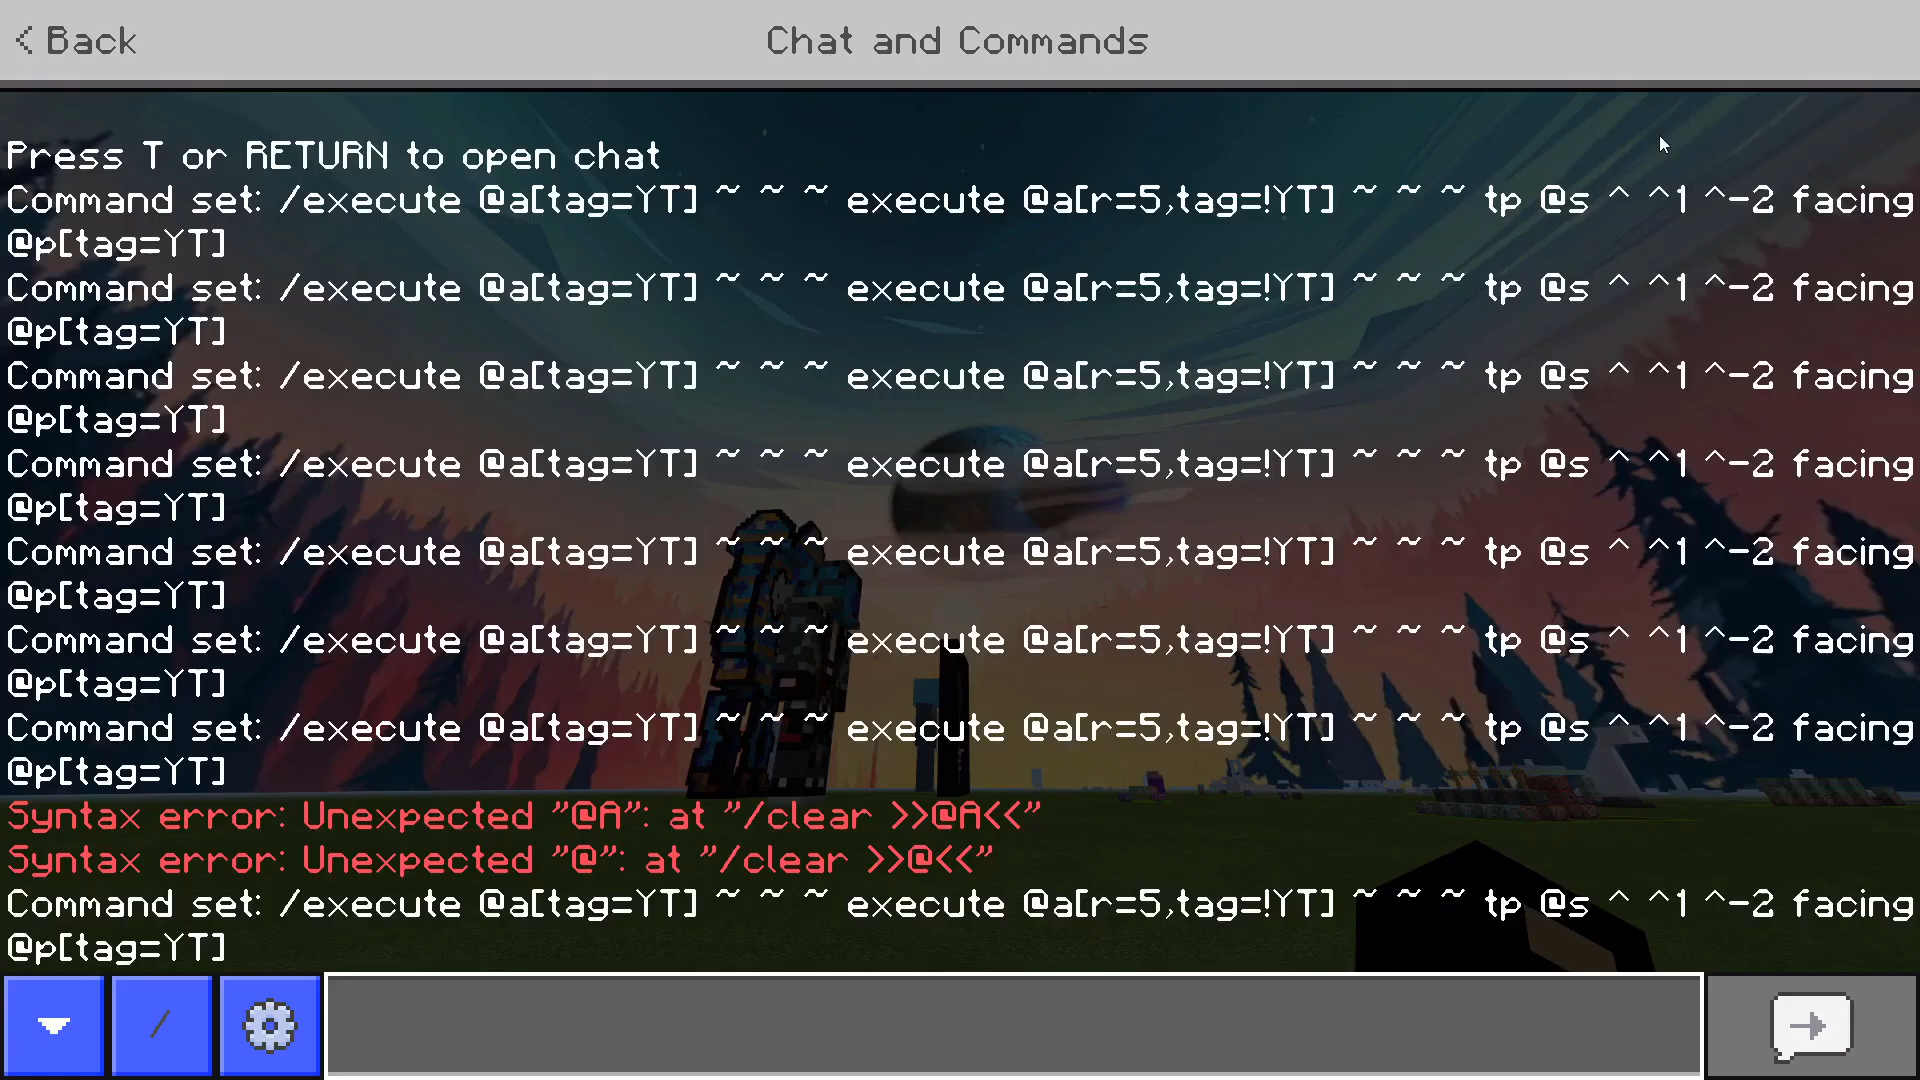 < Back
Chat and Commands
Press T or RETURN to open chat
Command set: /execute @a[tag=YT] ~ ~ ~ execute @a[r=5,tag=!YT] ~ ~ ~ tp @s ^ ^1 ^-2 facing
@p[tag=YT]
Command set: /execute @a[tag=YT] ~ ~ ~ execute @a[r=5,tag=!YT] ~ ~ ~ tp @s ^ ^1 ^-2 facing
@p[tag=YT]
Command set: /execute @a[tag=YT] ~ ~ ~ execute @a[r=5,tag=!YT] ~ ~ ~ tp @s ^ ^1 ^-2 facing
@p[tag=YT]
Command set: /execute @a[tag=YT] ~ ~ ~ execute @a[r=5,tag=!YT] ~ ~ ~ tp @s ^ ^1 ^-2 facing
@p[tag=YT]
Command set: /execute @a[tag=YT] ~ ~ ~ execute @a[r=5,tag=!YT] ~ ~ ~ tp @s ^ ^1 ^-2 facing
@p[tag=YT]
Command set: /execute @a[tag=YT] ~ ~ ~ execute @a[r=5,tag=!YT] ~ ~ ~ tp @s ^ ^1 ^-2 facing
@p[tag=YT]
Command set: /execute @a[tag=YT] ~ ~ ~ execute @a[r=5,tag=!YT] ~ ~ ~ tp @s ^ ^1 ^-2 facing
@p[tag=YT]
Syntax error: Unexpected "@A": at "/clear >>@A<<"
Syntax error: Unexpected "@": at "/clear >>@<<"
Command set: /execute @a[tag=YT] ~ ~ ~ execute @a[r=5,tag=!YT] ~ ~ ~ tp @s ^ ^1 ^-2 facing
@p[tag=YT]
/